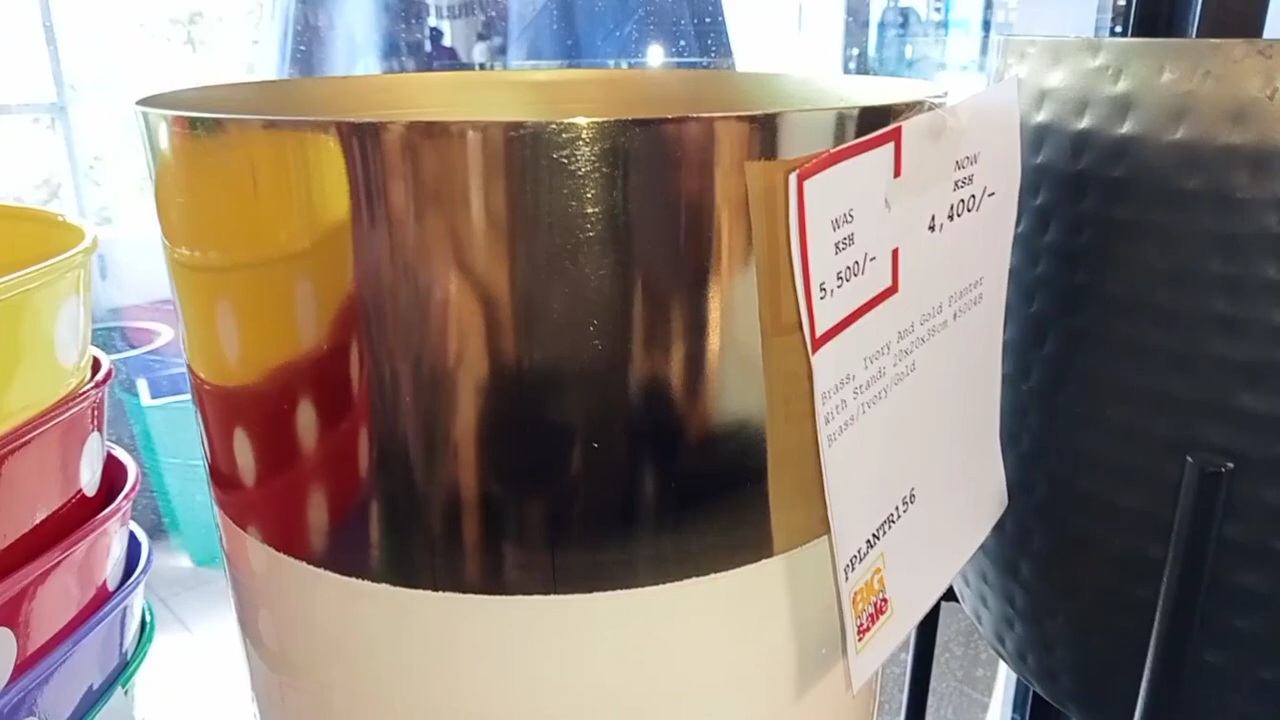 WAS
KSH
5,500/-
NOW
KSH
4,400/-
Brass, Ivory And Gold Planter
With Stand; 20x20x38cm #50048
Brass/Ivory/Gold
PPLANTR156
BIG
sale